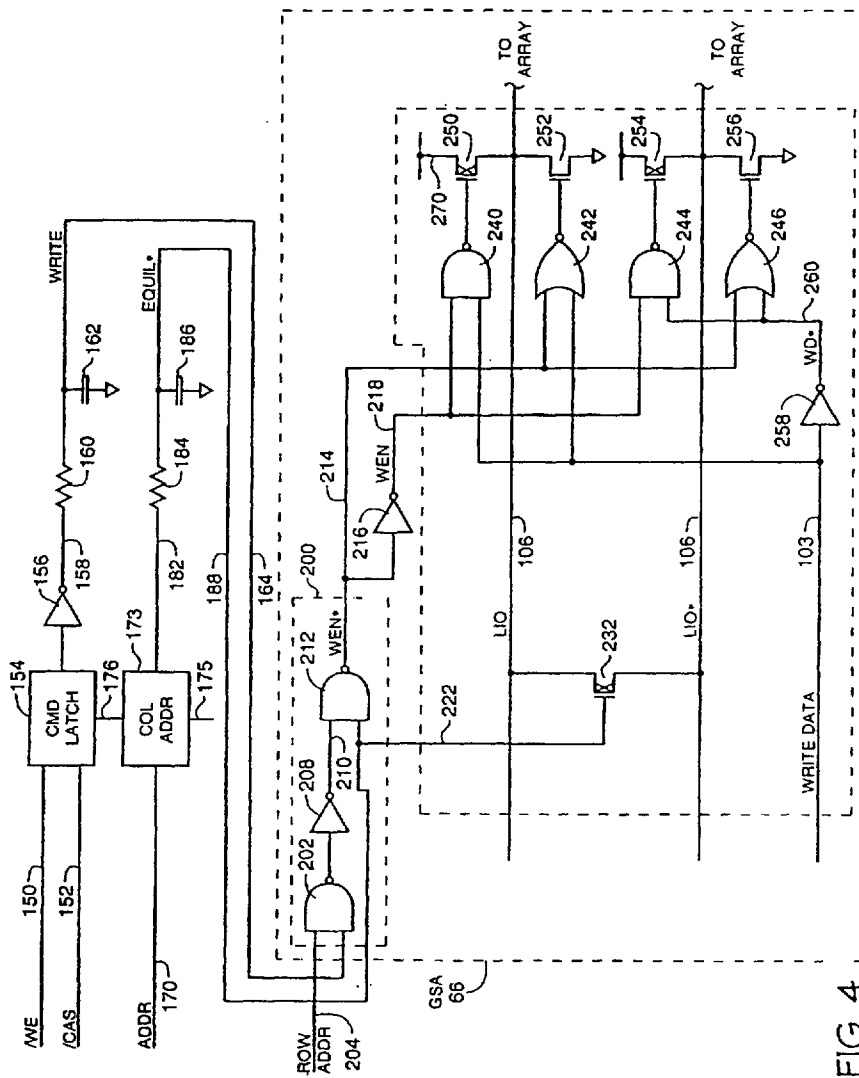 /WE
150
/CAS
152
154
CMD
LATCH
156
158
160
162
WRITE
176
173
ADDR
170
COL
ADDR
175
182
184
186
EQUIL*
188
164
ROW
ADDR
204
200
202
208
210
212
WEN*
214
216
WEN
218
222
GSA
66
LIO
106
232
LIO*
106
WRITE DATA
103
258
WD*
260
240
242
244
246
270
250
252
254
256
TO
ARRAY
TO
ARRAY
FIG. 4